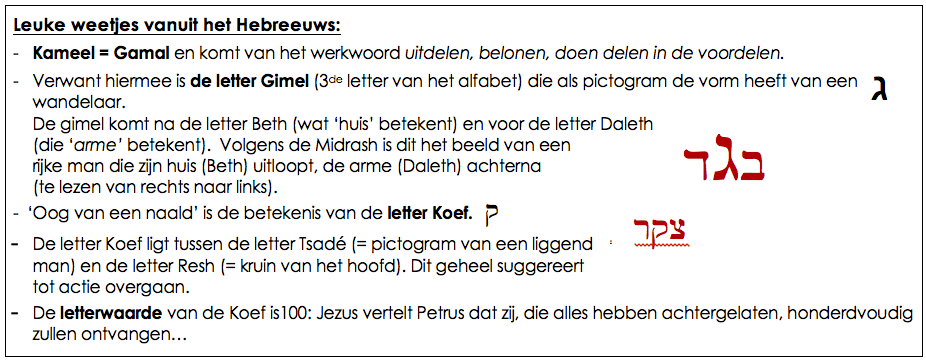 Leuke weetjes vanuit het Hebreeuws:
- Kameel = Gamal en komt van het werkwoord uitdelen, belonen, doen delen in de voordelen.
- Verwant hiermee is de letter Gimel (3de letter van het alfabet) die als pictogram de vorm heeft van een ג
wandelaar.
De gimel komt na de letter Beth (wat ‘huis’ betekent) en voor de letter Daleth
(die ‘arme’ betekent). Volgens de Midrash is dit het beeld van een
rijke man die zijn huis (Beth) uitloopt, de arme (Daleth) achterna
(te lezen van rechts naar links).
בגד
- ‘Oog van een naald’ is de betekenis van de letter Koef. ק
- De letter Koef ligt tussen de letter Tsadé (= pictogram van een liggend : צקר
man) en de letter Resh (= kruin van het hoofd). Dit geheel suggereert
tot actie overgaan.
- De letterwaarde van de Koef is100: Jezus vertelt Petrus dat zij, die alles hebben achtergelaten, honderdvoudig
zullen ontvangen…